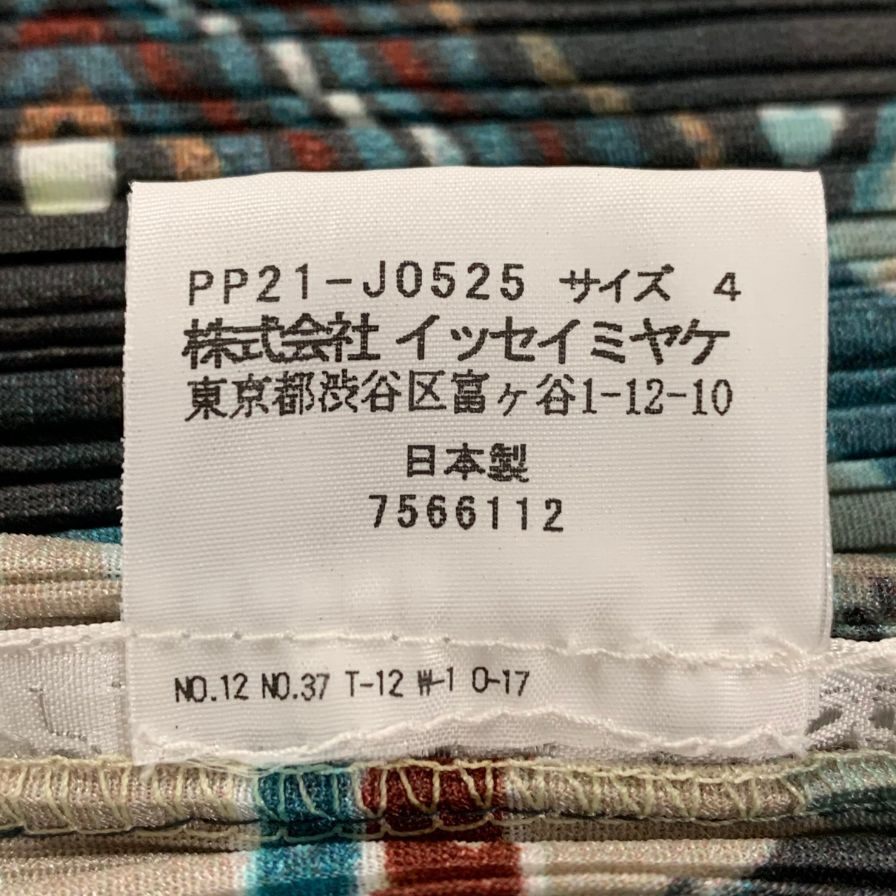 PP21-J0525 サイズ 4
株式会社 イッセイミヤケ
東京都渋谷区富ヶ谷1-12-10
日本製
7566112
NO.12 NO.37 T-12 W-1 O-17